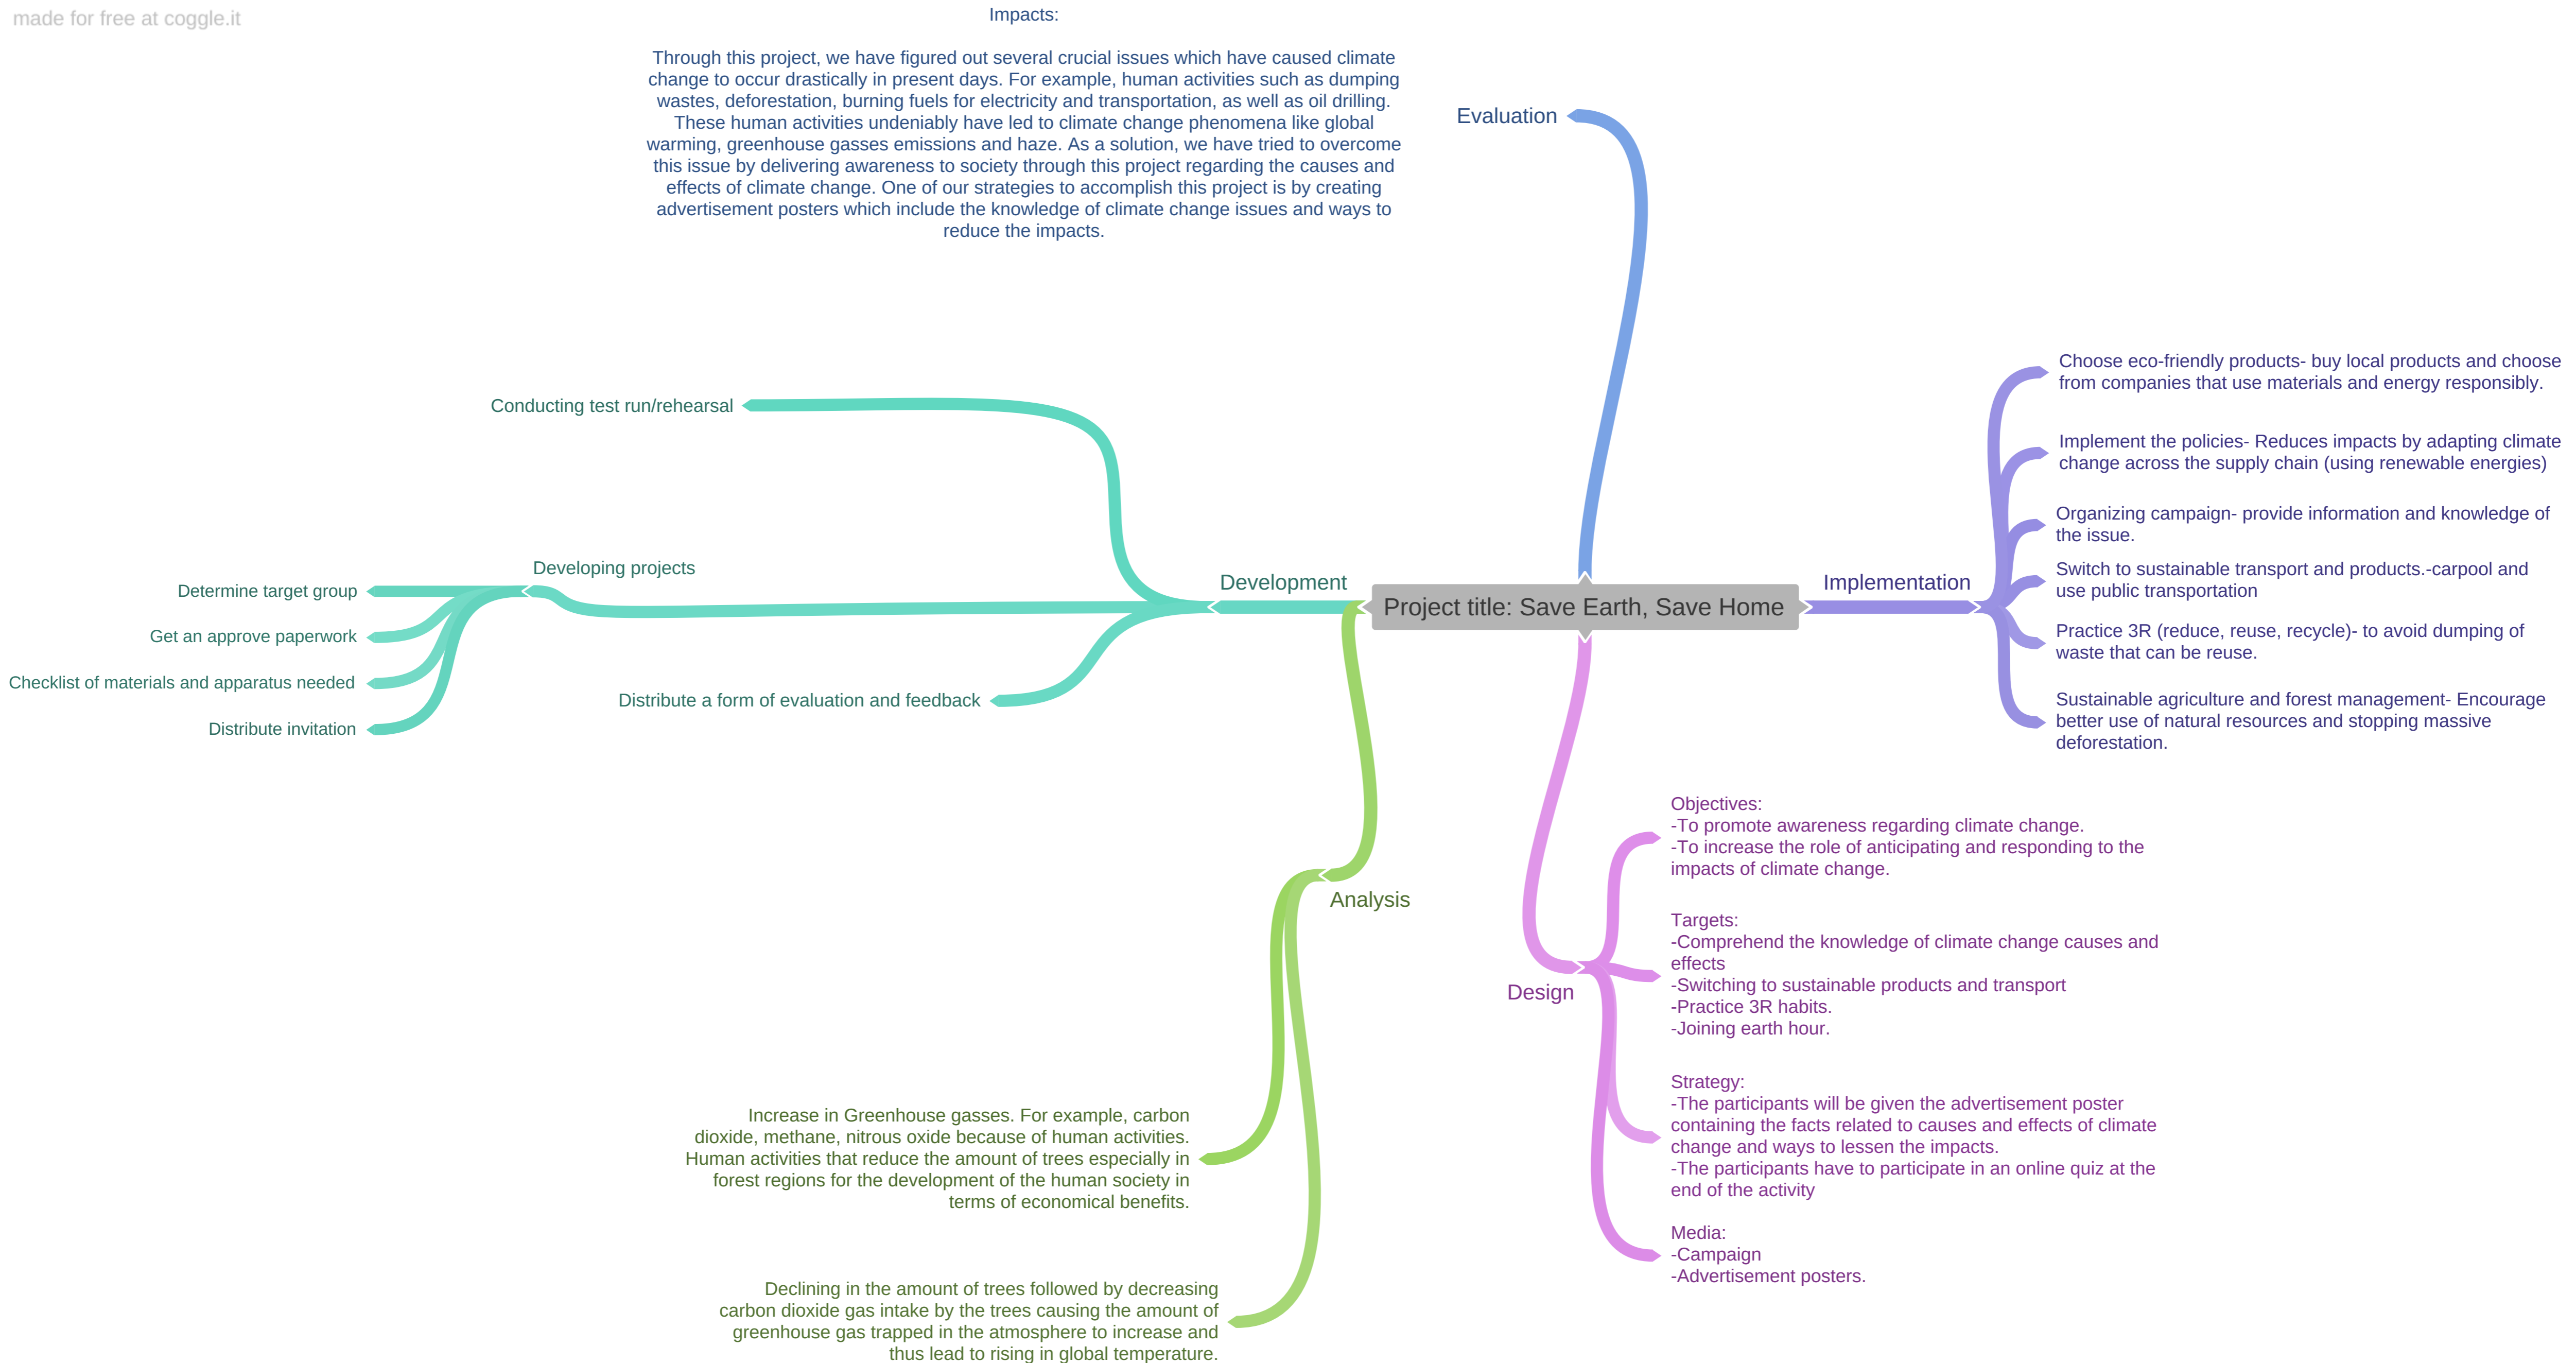 made for free at coggle.it
Impacts:
Through this project, we have figured out several crucial issues which have caused climate
change to occur drastically in present days. For example, human activities such as dumping
wastes, deforestation, burning fuels for electricity and transportation, as well as oil drilling.
These human activities undeniably have led to climate change phenomena like global
warming, greenhouse gasses emissions and haze. As a solution, we have tried to overcome
this issue by delivering awareness to society through this project regarding the causes and
effects of climate change. One of our strategies to accomplish this project is by creating
advertisement posters which include the knowledge of climate change issues and ways to
reduce the impacts.
Evaluation
Conducting test run/rehearsal
Developing projects
Determine target group
Get an approve paperwork
Checklist of materials and apparatus needed
Distribute invitation
Distribute a form of evaluation and feedback
Development
Project title: Save Earth, Save Home
Implementation
Choose eco-friendly products- buy local products and choose
from companies that use materials and energy responsibly.
Implement the policies- Reduces impacts by adapting climate
change across the supply chain (using renewable energies)
Organizing campaign- provide information and knowledge of
the issue.
Switch to sustainable transport and products.-carpool and
use public transportation
Practice 3R (reduce, reuse, recycle)- to avoid dumping of
waste that can be reuse.
Sustainable agriculture and forest management- Encourage
better use of natural resources and stopping massive
deforestation.
Analysis
Increase in Greenhouse gasses. For example, carbon
dioxide, methane, nitrous oxide because of human activities.
Human activities that reduce the amount of trees especially in
forest regions for the development of the human society in
terms of economical benefits.
Declining in the amount of trees followed by decreasing
carbon dioxide gas intake by the trees causing the amount of
greenhouse gas trapped in the atmosphere to increase and
thus lead to rising in global temperature.
Design
Objectives:
-To promote awareness regarding climate change.
-To increase the role of anticipating and responding to the
impacts of climate change.
Targets:
-Comprehend the knowledge of climate change causes and
effects
-Switching to sustainable products and transport
-Practice 3R habits.
-Joining earth hour.
Strategy:
-The participants will be given the advertisement poster
containing the facts related to causes and effects of climate
change and ways to lessen the impacts.
-The participants have to participate in an online quiz at the
end of the activity
Media:
-Campaign
-Advertisement posters.